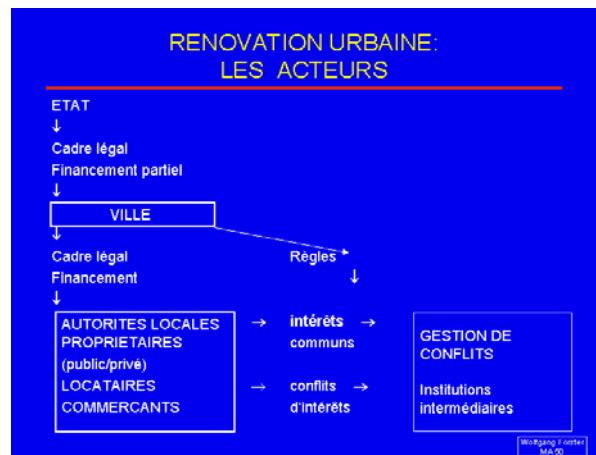 RENOVATION URBAINE:
LES ACTEURS
ETAT
↓
Cadre légal
Financement partiel
↓
VILLE
↓
Cadre légal Règles
Financement ↓
↓
AUTORITES LOCALES → intérêts →
PROPRIETAIRES communs
(public/privé)
LOCATAIRES → conflits →
COMMERCANTS d'intérêts
GESTION DE
CONFLITS
Institutions
intermédiaires
Wolfgang Förster
MA 50